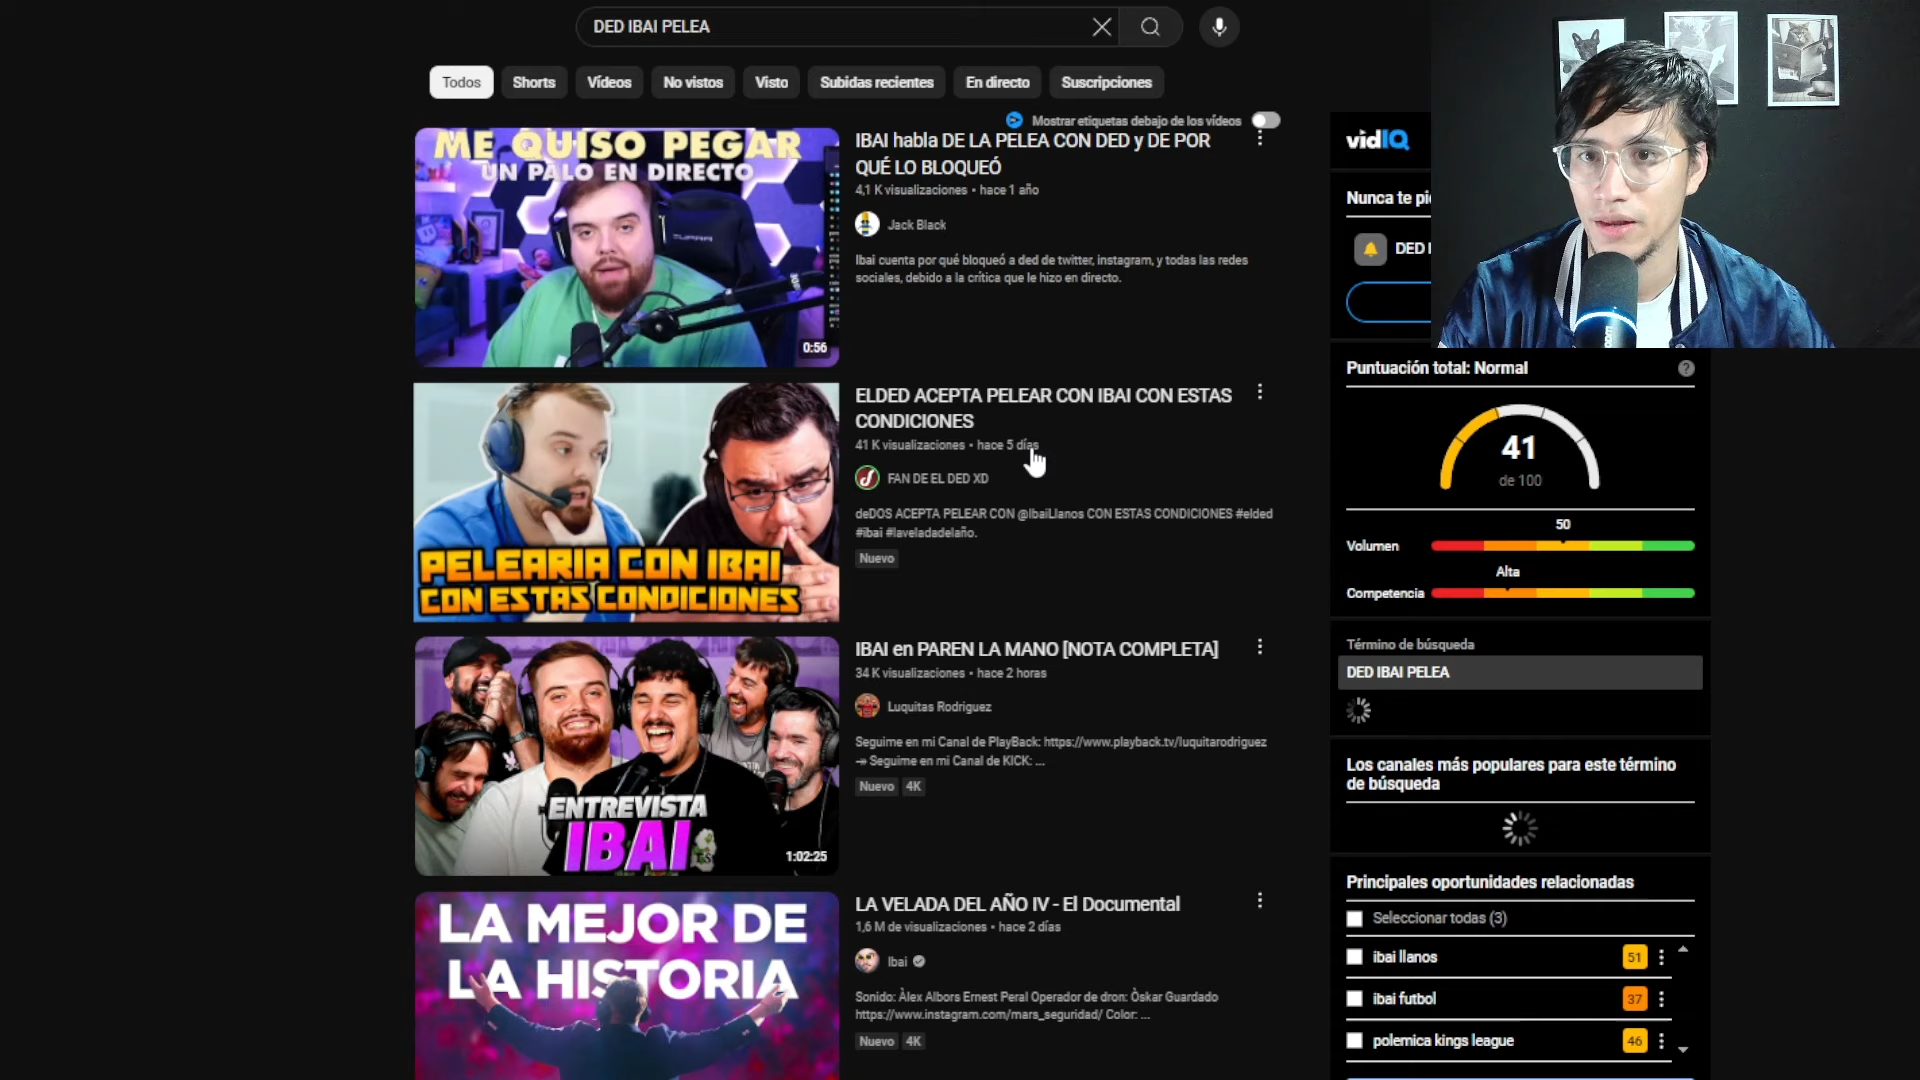 DED IBAI PELEA
Todos
Shorts
Vídeos
No vistos
Visto
Subidas recientes
En directo
Suscripciones
Mostrar etiquetas debajo de los vídeos
ME QUISO PEGAR
UN PALO EN DIRECTO
0:56
IBAI habla DE LA PELEA CON DED y DE POR
QUÉ LO BLOQUEÓ
4,1 K visualizaciones • hace 1 año
Jack Black
Ibai cuenta por qué bloqueó a ded de twitter, instagram, y todas las redes
sociales, debido a la crítica que le hizo en directo.
PELEARIA CON IBAI
CON ESTAS CONDICIONES
ELDED ACEPTA PELEAR CON IBAI CON ESTAS
CONDICIONES
41 K visualizaciones • hace 5 días
FAN DE EL DED XD
deDOS ACEPTA PELEAR CON @IbaiLlanos CON ESTAS CONDICIONES #elded
#ibai #laveladadelaño.
Nuevo
ENTREVISTA
IBAI
1:02:25
IBAI en PAREN LA MANO [NOTA COMPLETA]
34 K visualizaciones • hace 2 horas
Luquitas Rodriguez
Seguime en mi Canal de PlayBack: https://www.playback.tv/luquitarodriguez
→ Seguime en mi Canal de KICK: ...
Nuevo
4K
LA MEJOR DE
LA HISTORIA
LA VELADA DEL AÑO IV - El Documental
1,6 M de visualizaciones • hace 2 días
Ibai
Sonido: Àlex Albors Ernest Peral Operador de dron: Òskar Guardado
https://www.instagram.com/mars_seguridad/ Color: ...
Nuevo
4K
vidIQ
Nunca te pi
DED I
Puntuación total: Normal
41
de 100
50
Volumen
Alta
Competencia
Término de búsqueda
DED IBAI PELEA
Los canales más populares para este término
de búsqueda
Principales oportunidades relacionadas
Seleccionar todas (3)
ibai llanos
51
ibai futbol
37
polemica kings league
46